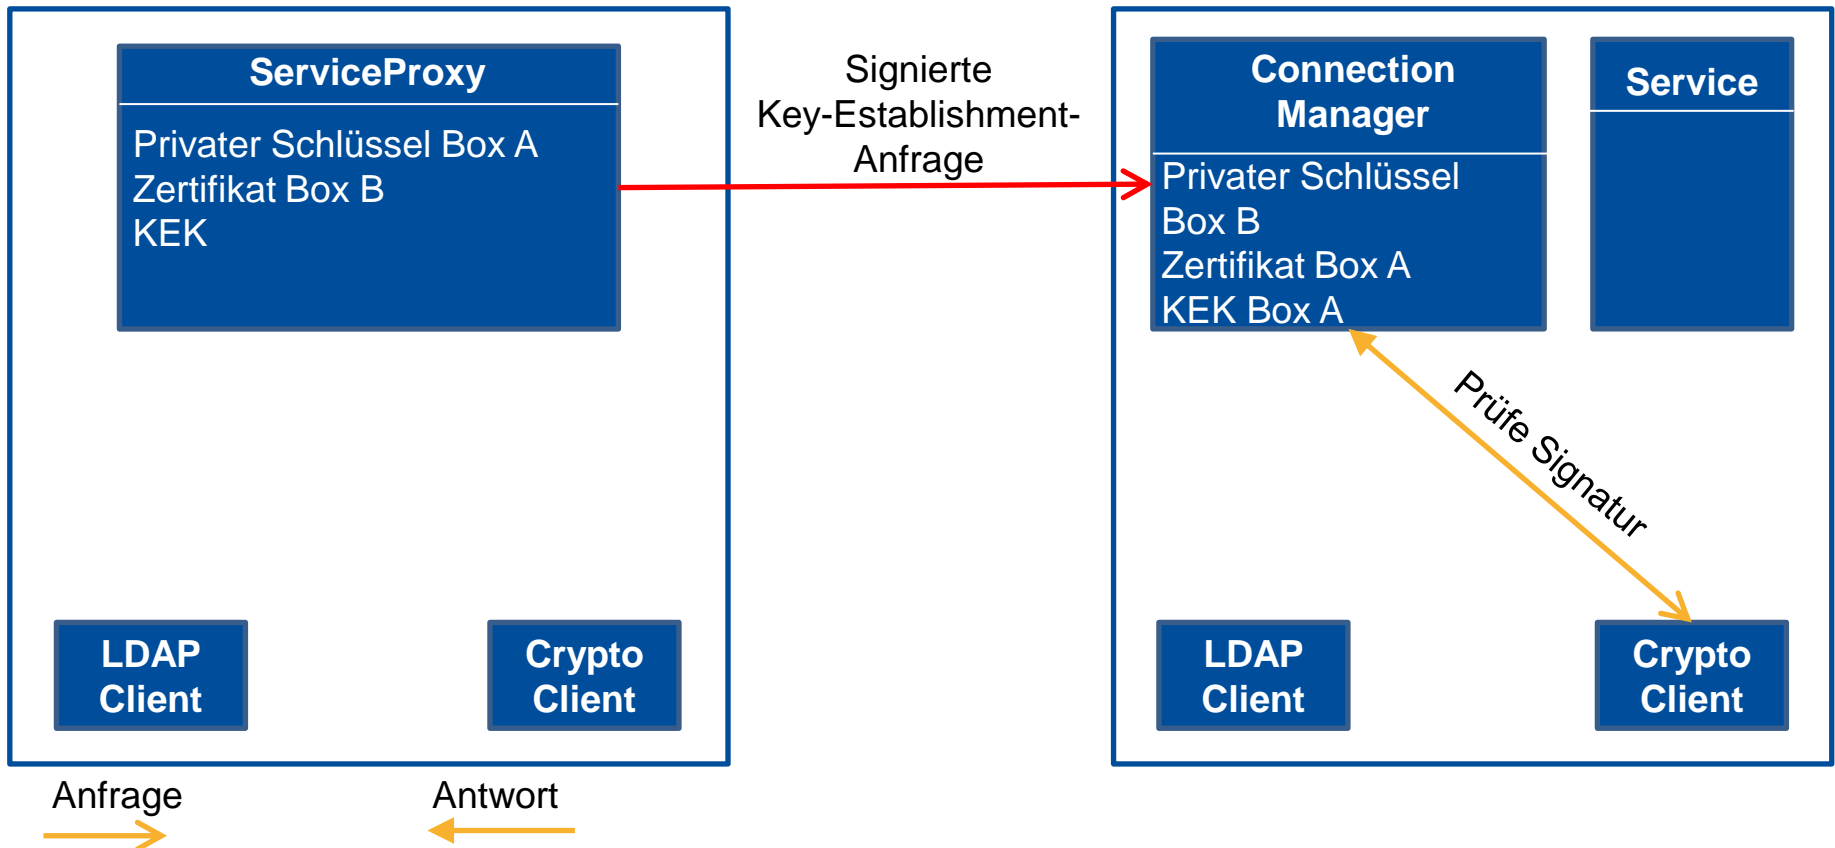 ServiceProxy
Privater Schlüssel Box A
Zertifikat Box B
KEK
Signierte
Key-Establishment-
Anfrage
Connection
Manager
Privater Schlüssel
Box B
Zertifikat Box A
KEK Box A
Service
Prüfe Signatur
LDAP
Client
Crypto
Client
LDAP
Client
Crypto
Client
Anfrage
Antwort